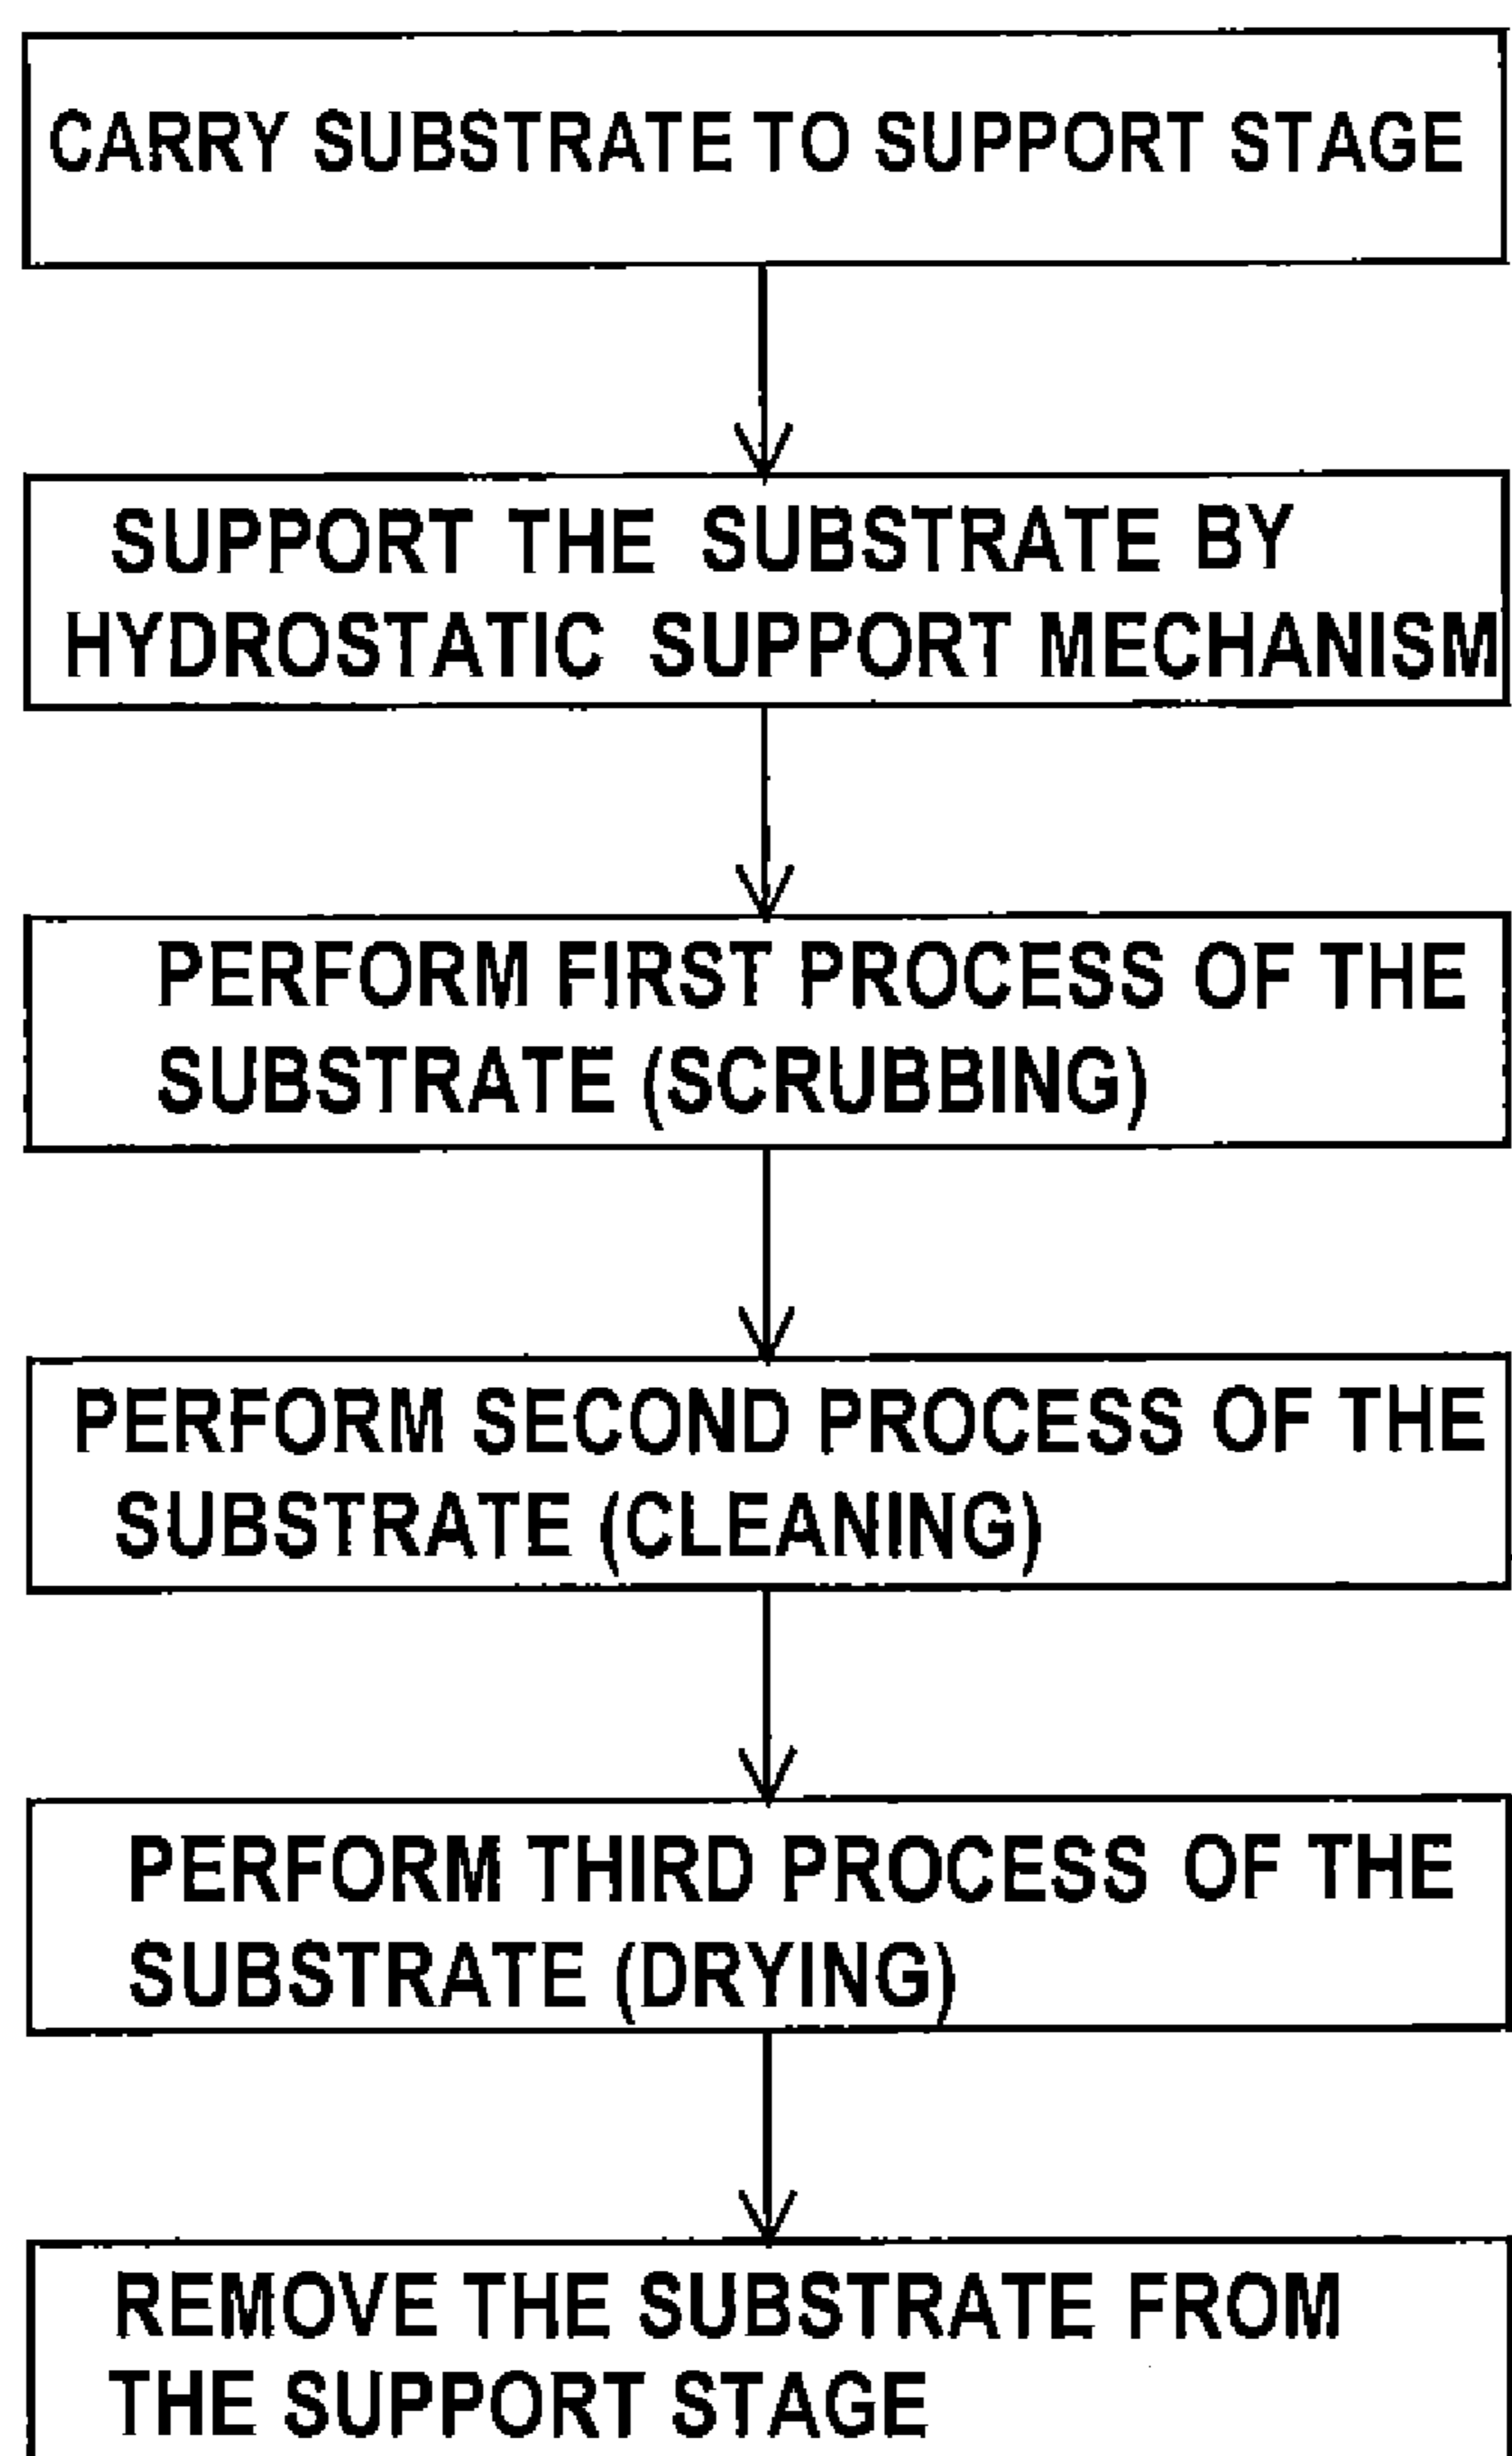 CARRY SUBSTRATE TO SUPPORT STAGE
SUPPORT THE SUBSTRATE BY
HYDROSTATIC SUPPORT MECHANISM
PERFORM FIRST PROCESS OF THE
SUBSTRATE (SCRUBBING)
PERFORM SECOND PROCESS OF THE
SUBSTRATE (CLEANING)
PERFORM THIRD PROCESS OF THE
SUBSTRATE (DRYING)
REMOVE THE SUBSTRATE FROM
THE SUPPORT STAGE